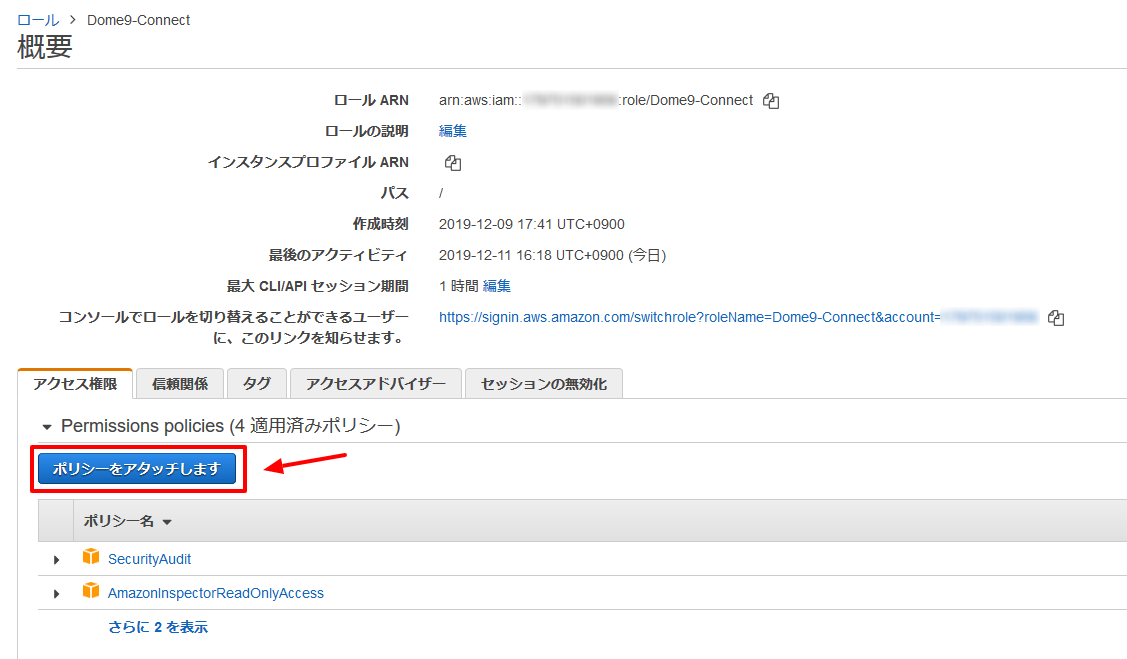 ロール > Dome9-Connect
概要
ロール ARN arn:aws:iam:: :role/Dome9-Connect
ロールの説明 編集
インスタンスプロファイル ARN
パス /
作成時刻 2019-12-09 17:41 UTC+0900
最後のアクティビティ 2019-12-11 16:18 UTC+0900 (今日)
最大 CLI/API セッション期間 1 時間 編集
コンソールでロールを切り替えることができるユーザー https://signin.aws.amazon.com/switchrole?roleName=Dome9-Connect&account=
に、このリンクを知らせます。
アクセス権限 信頼関係 タグ アクセスアドバイザー セッションの無効化
Permissions policies (4 適用済みポリシー)
ポリシーをアタッチします
ポリシー名
SecurityAudit
AmazonInspectorReadOnlyAccess
さらに 2 を表示